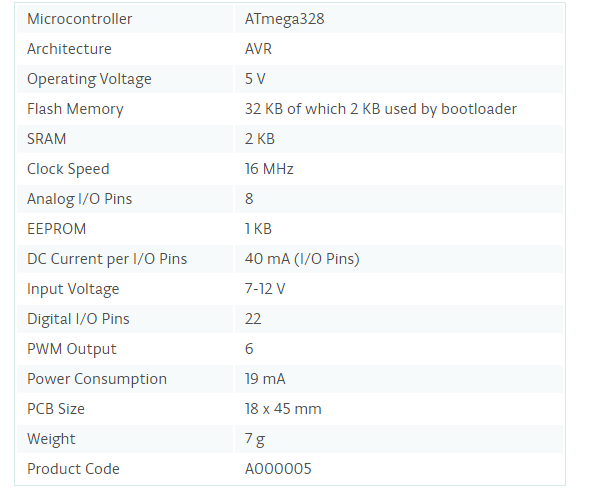 Microcontroller ATmega328
Architecture AVR
Operating Voltage 5 V
Flash Memory 32 KB of which 2 KB used by bootloader
SRAM 2 KB
Clock Speed 16 MHz
Analog I/O Pins 8
EEPROM 1 KB
DC Current per I/O Pins 40 mA (I/O Pins)
Input Voltage 7-12 V
Digital I/O Pins 22
PWM Output 6
Power Consumption 19 mA
PCB Size 18 x 45 mm
Weight 7 g
Product Code A000005